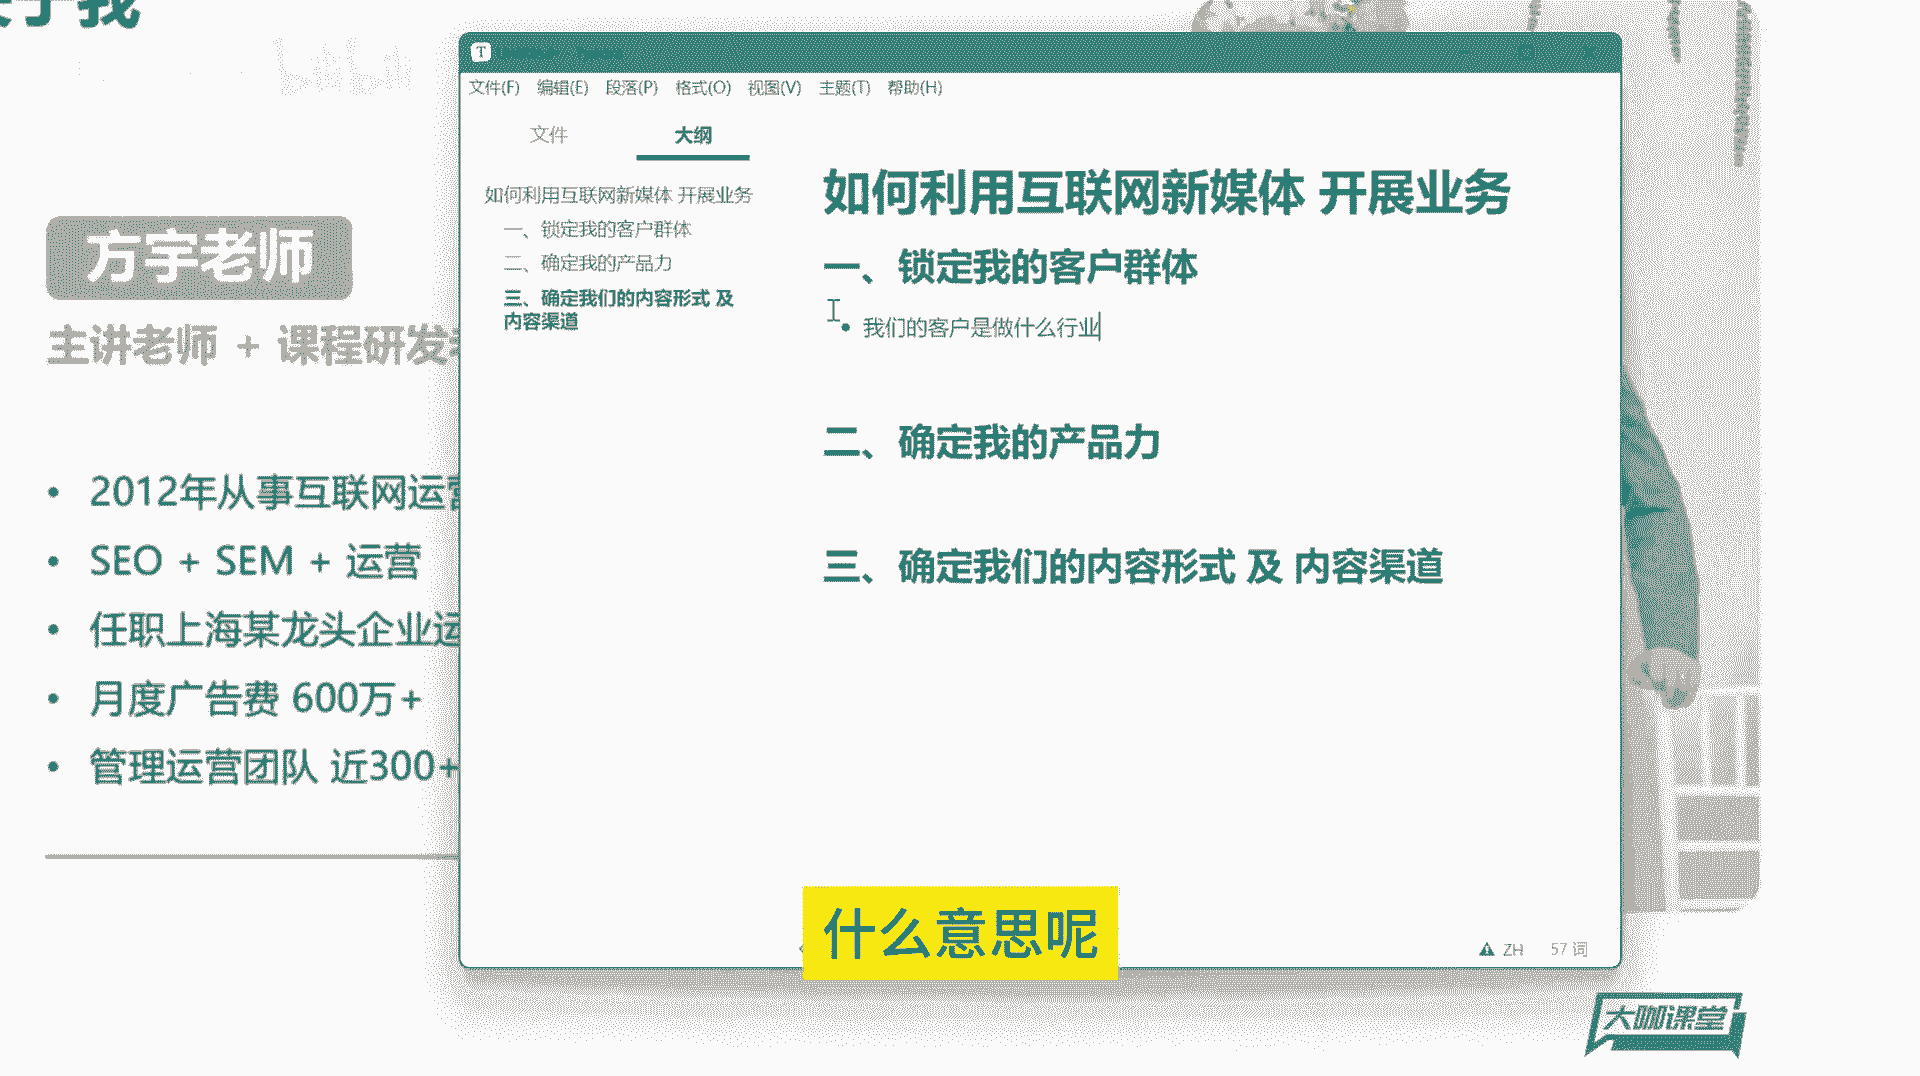 于我
方宇老师
主讲老师 + 课程研发
2012年从事互联网运营
SEO + SEM + 运营
任职上海某龙头企业运
月度广告费 600万+
管理运营团队 近300+
T
文件(F) 编辑(E) 段落(P) 格式(O) 视图(V) 主题(T) 帮助(H)
文件 大纲
如何利用互联网新媒体 开展业务
一、锁定我的客户群体
二、确定我的产品力
三、确定我们的内容形式 及
内容渠道
如何利用互联网新媒体 开展业务
一、锁定我的客户群体
我们的客户是做什么行业
二、确定我的产品力
三、确定我们的内容形式 及 内容渠道
什么意思呢
ZH 57 词
大咖课堂